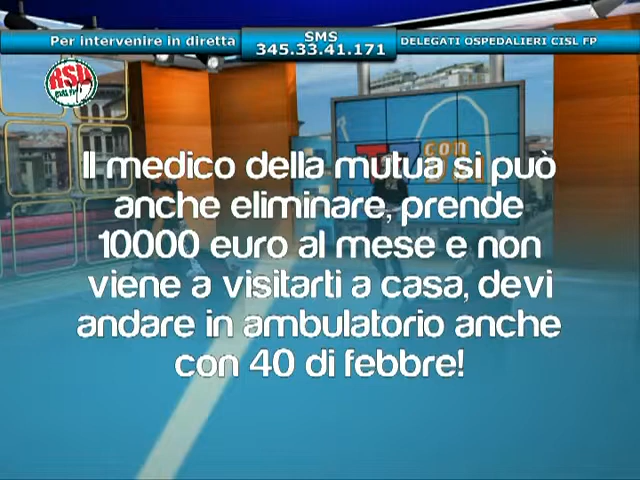 Per intervenire in diretta
SMS
345.33.41.171
DELEGATI OSPEDALIERI CISL FP
RSU
con
Il medico della mutua si può
anche eliminare, prende
10000 euro al mese e non
viene a visitarti a casa, devi
andare in ambulatorio anche
con 40 di febbre!